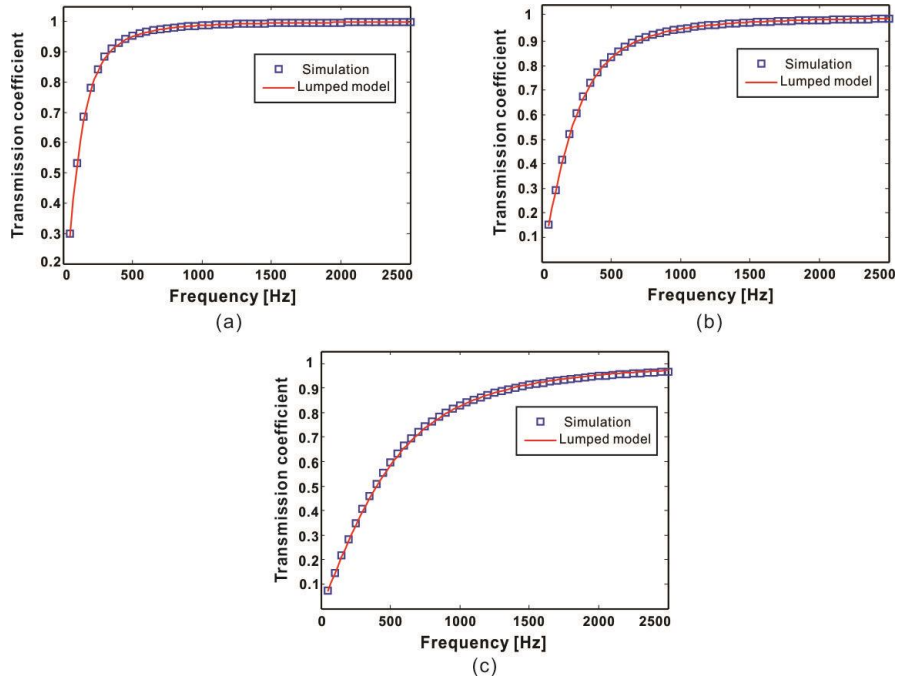 1
0.9
0.8
0.7
0.6
0.5
0.4
0.3
0.2
Transmission coefficient
Simulation
Lumped model
0 500 1000 1500 2000 2500
Frequency [Hz]
(a)
1
0.9
0.8
0.7
0.6
0.5
0.4
0.3
0.2
0.1
Transmission coefficient
Simulation
Lumped model
0 500 1000 1500 2000 2500
Frequency [Hz]
(b)
1
0.9
0.8
0.7
0.6
0.5
0.4
0.3
0.2
0.1
Transmission coefficient
Simulation
Lumped model
0 500 1000 1500 2000 2500
Frequency [Hz]
(c)